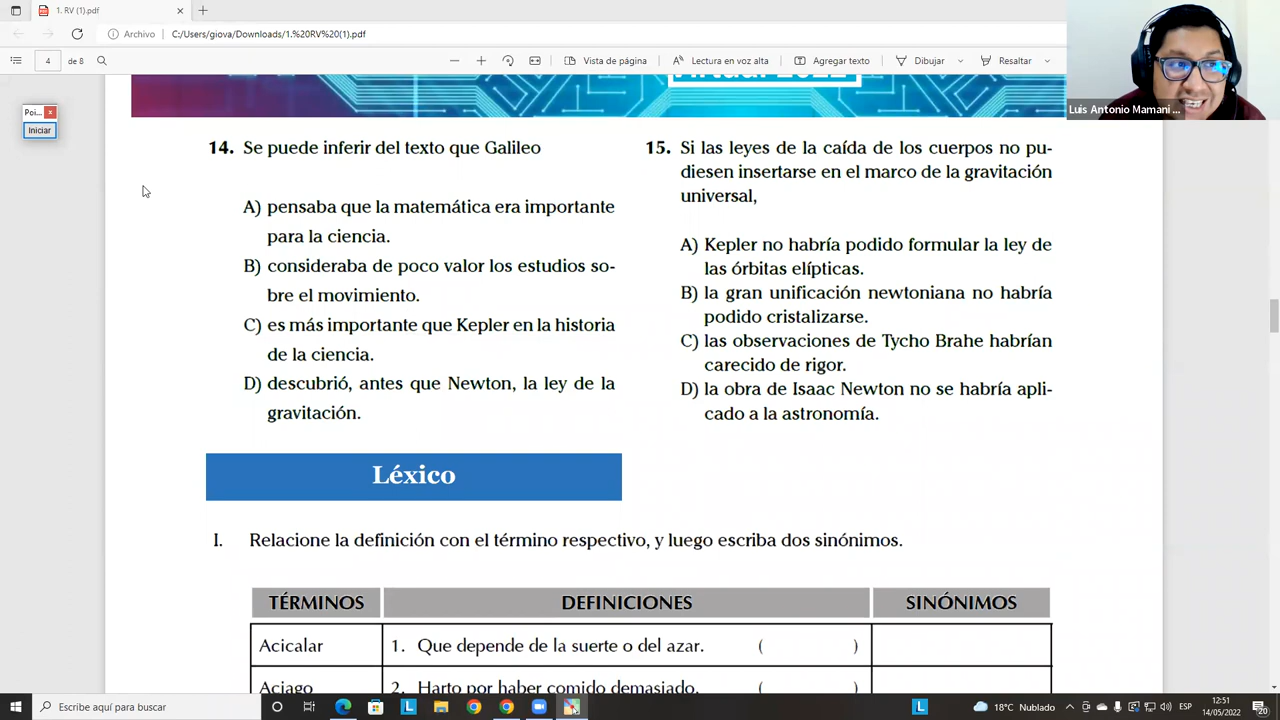 1. RV (1).pdf
Archivo
C:/Users/giova/Downloads/1.%20RV%20(1).pdf
4
de 8
Vista de página
Lectura en voz alta
Agregar texto
Dibujar
Resaltar
Luis Antonio Mamani ...
Poi...
Iniciar
14. Se puede inferir del texto que Galileo
A) pensaba que la matemática era importante
para la ciencia.
B) consideraba de poco valor los estudios so-
bre el movimiento.
C) es más importante que Kepler en la historia
de la ciencia.
D) descubrió, antes que Newton, la ley de la
gravitación.
15. Si las leyes de la caída de los cuerpos no pu-
diesen insertarse en el marco de la gravitación
universal,
A) Kepler no habría podido formular la ley de
las órbitas elípticas.
B) la gran unificación newtoniana no habría
podido cristalizarse.
C) las observaciones de Tycho Brahe habrían
carecido de rigor.
D) la obra de Isaac Newton no se habría apli-
cado a la astronomía.
Léxico
I. Relacione la definición con el término respectivo, y luego escriba dos sinónimos.
TÉRMINOS DEFINICIONES SINÓNIMOS
Acicalar 1. Que depende de la suerte o del azar. ( )
Aciago 2. Harto por haber comido demasiado. ( )
Escribe aquí para buscar
18°C Nublado
ESP
12:51
14/05/2022
20